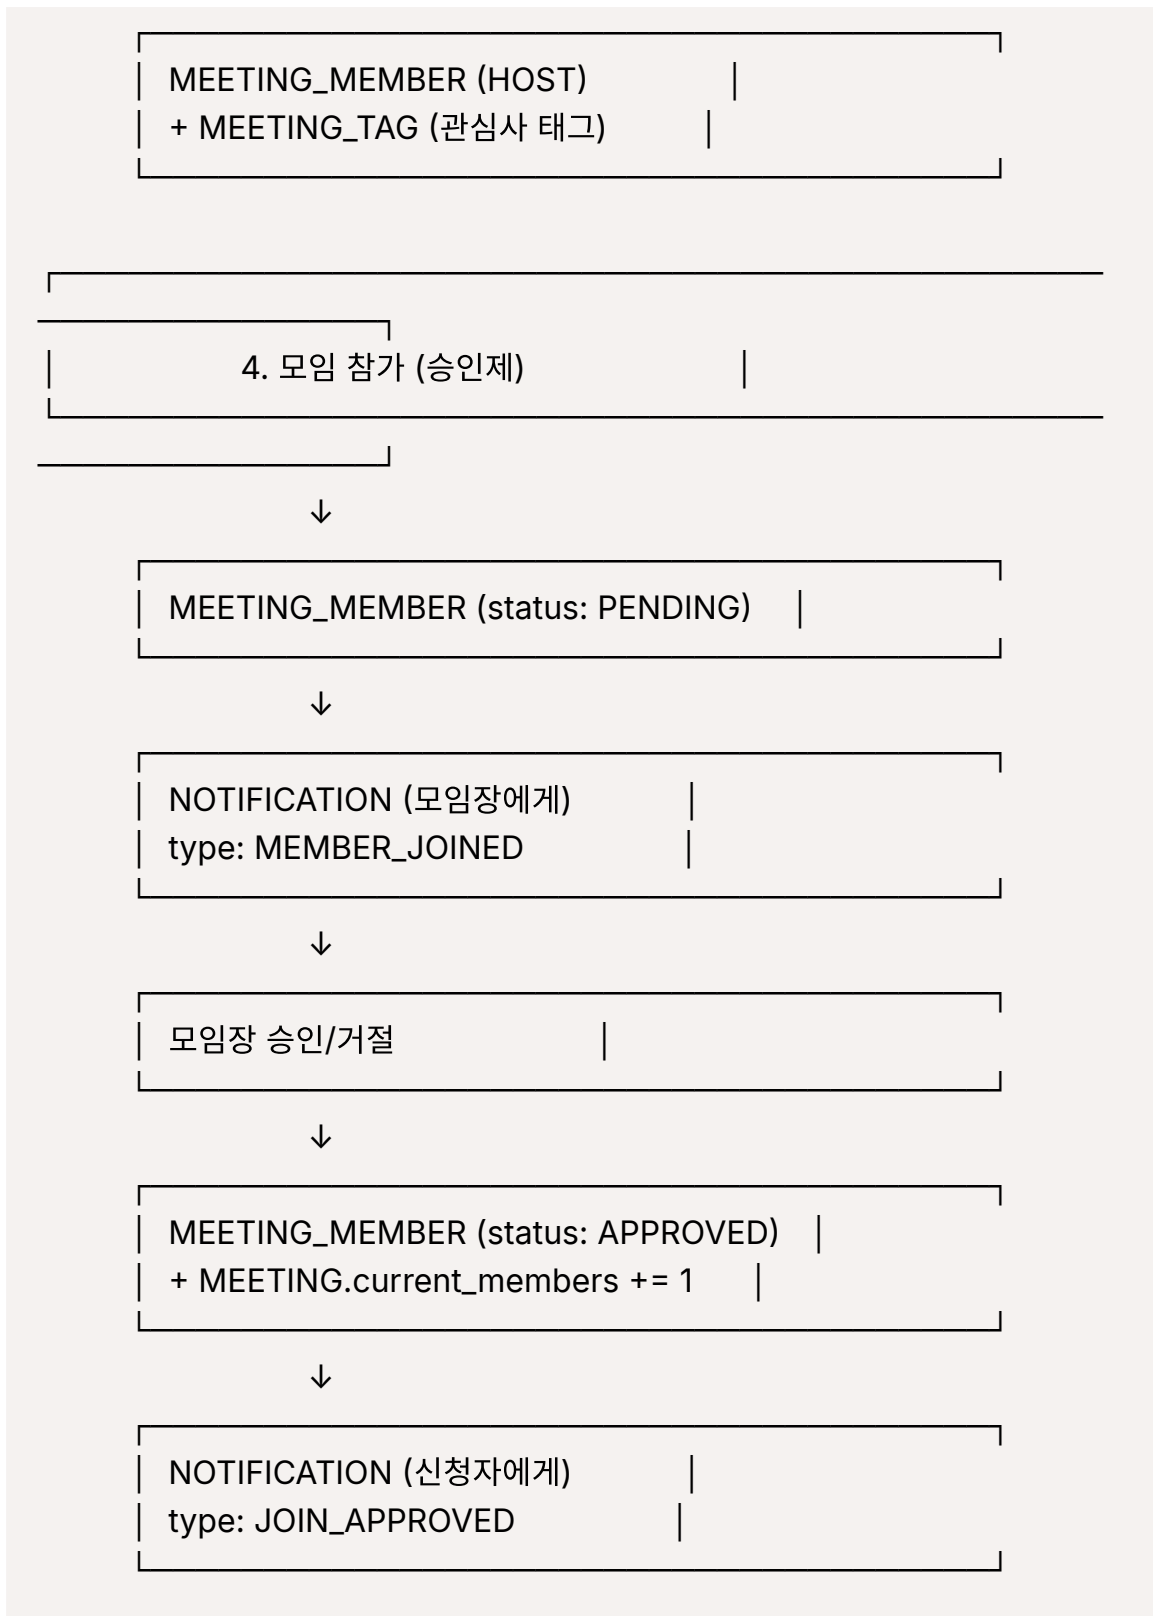 MEETING_MEMBER (HOST)
+ MEETING_TAG (관심사 태그)
4. 모임 참가 (승인제)
↓
MEETING_MEMBER (status: PENDING)
↓
NOTIFICATION (모임장에게)
type: MEMBER_JOINED
↓
모임장 승인/거절
↓
MEETING_MEMBER (status: APPROVED)
+ MEETING.current_members += 1
↓
NOTIFICATION (신청자에게)
type: JOIN_APPROVED